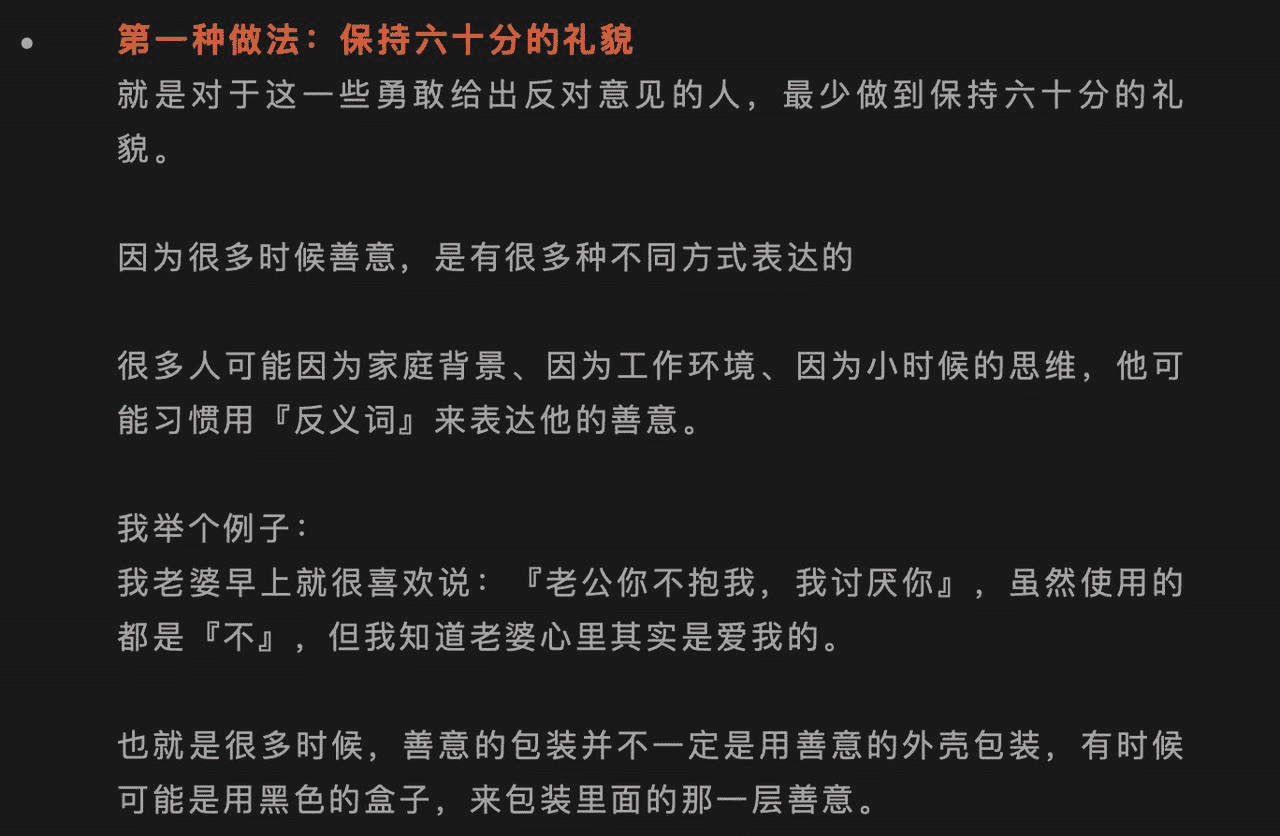 第一种做法：保持六十分的礼貌
就是对于这一些勇敢给出反对意见的人，最少做到保持六十分的礼
貌。
因为很多时候善意，是有很多种不同方式表达的
很多人可能因为家庭背景、因为工作环境、因为小时候的思维，他可
能习惯用『反义词』来表达他的善意。
我举个例子：
我老婆早上就很喜欢说：『老公你不抱我，我讨厌你』，虽然使用的
都是『不』，但我知道老婆心里其实是爱我的。
也就是很多时候，善意的包装并不一定是用善意的外壳包装，有时候
可能是用黑色的盒子，来包装里面的那一层善意。